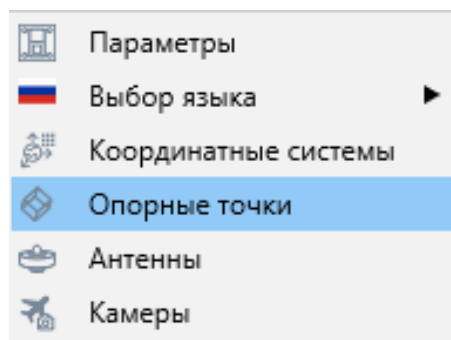 Параметры
Выбор языка
Координатные системы
Опорные точки
Антенны
Камеры